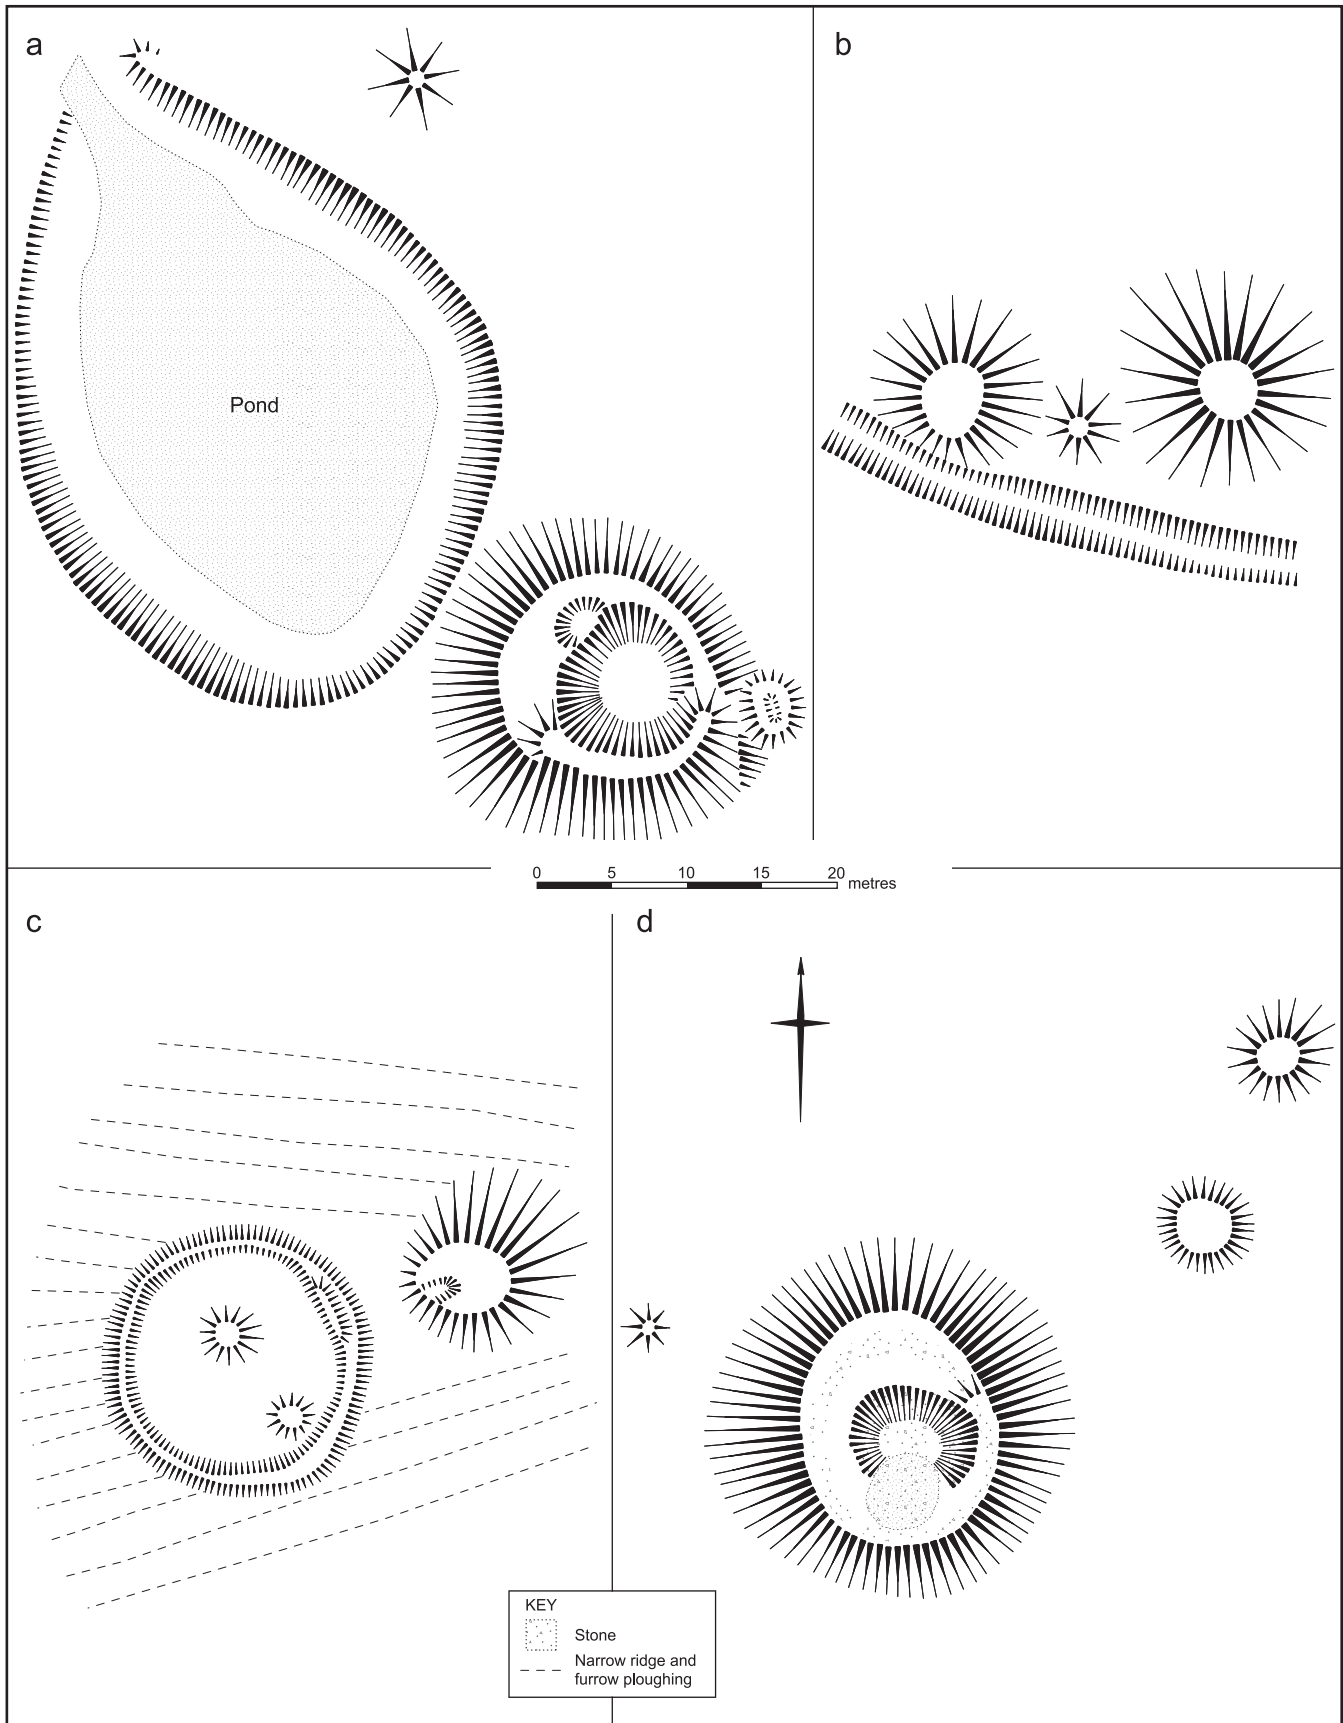 a
b
Pond
0 5 10 15 20
metres
c
d
KEY
Stone
Narrow ridge and
furrow ploughing